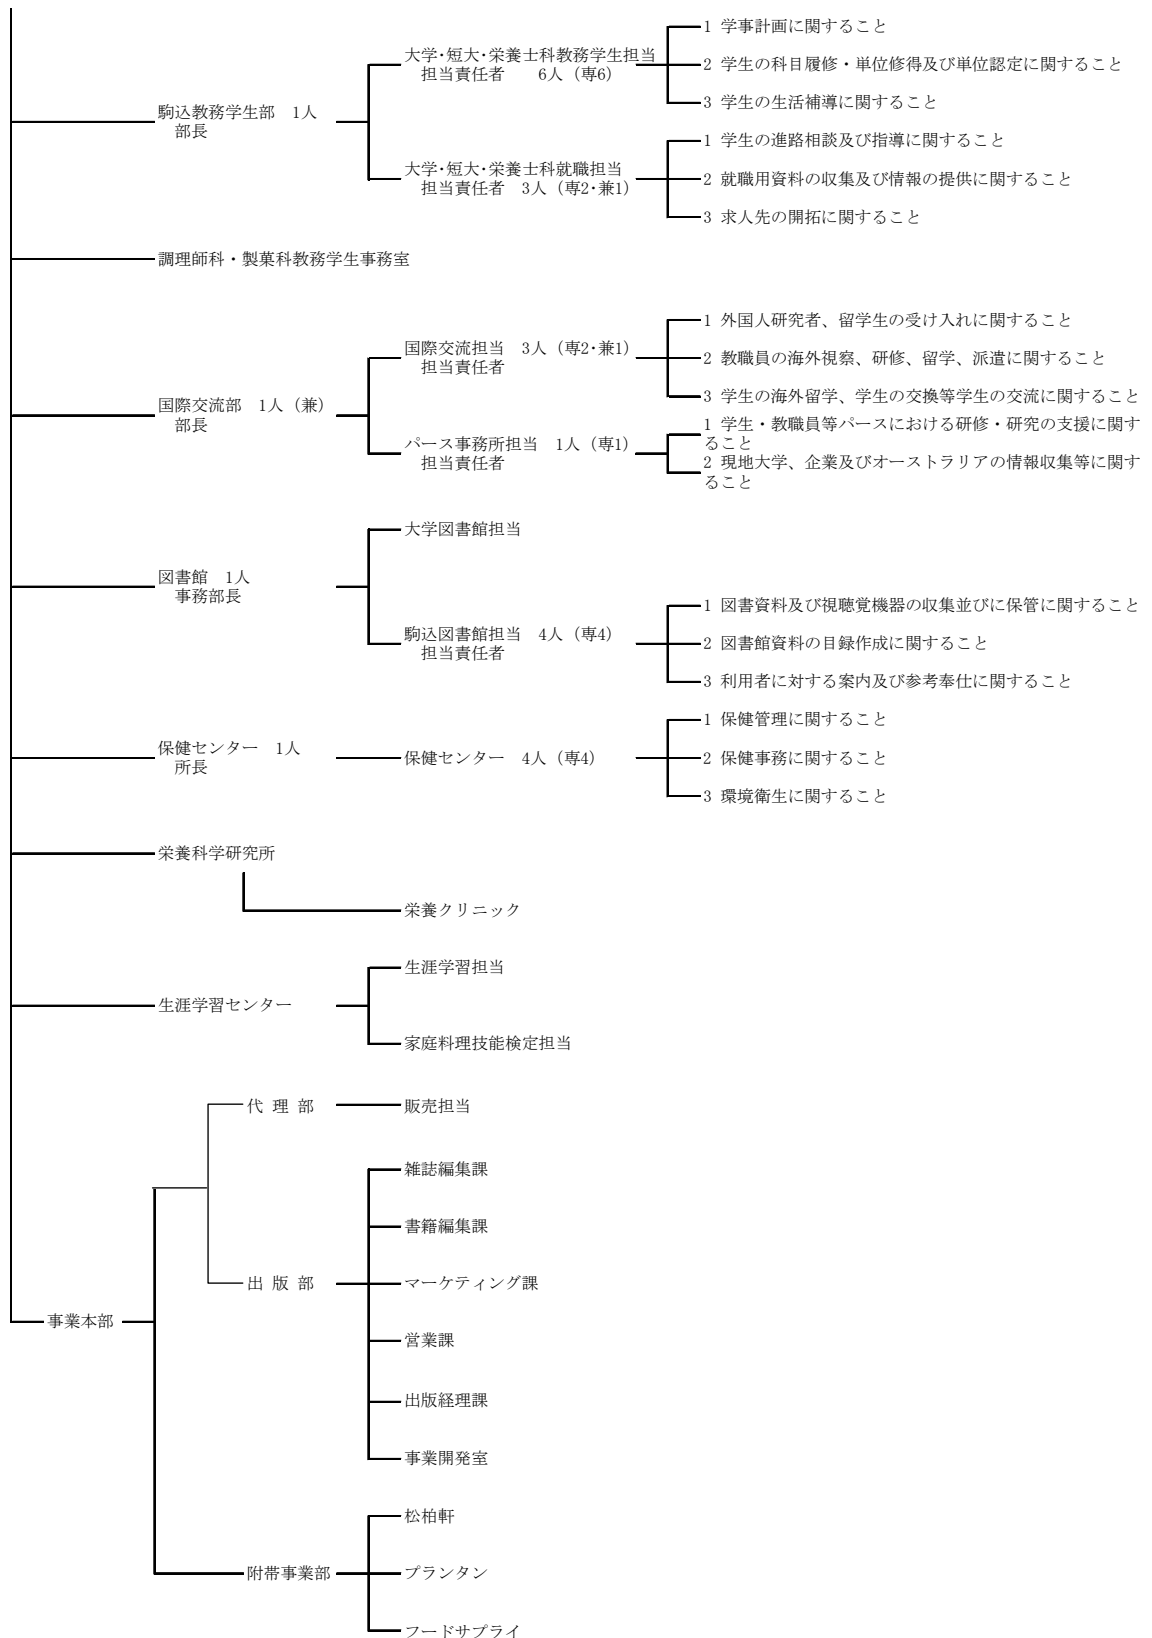 1 学事計画に関すること
大学・短大・栄養士科教務学生担当
担当責任者　　6人（専6）
2 学生の科目履修・単位修得及び単位認定に関すること
3 学生の生活補導に関すること
駒込教務学生部　1人
部長
1 学生の進路相談及び指導に関すること
大学・短大・栄養士科就職担当
担当責任者　3人（専2・兼1）
2 就職用資料の収集及び情報の提供に関すること
3 求人先の開拓に関すること
調理師科・製菓科教務学生事務室
1 外国人研究者、留学生の受け入れに関すること
国際交流担当　3人（専2・兼1）
担当責任者
2 教職員の海外視察、研修、留学、派遣に関すること
3 学生の海外留学、学生の交換等学生の交流に関すること
国際交流部　1人（兼）
部長
1 学生・教職員等パースにおける研修・研究の支援に関す
ること
パース事務所担当　1人（専1）
担当責任者
2 現地大学、企業及びオーストラリアの情報収集等に関す
ること
大学図書館担当
図書館　1人
事務部長
1 図書資料及び視聴覚機器の収集並びに保管に関すること
駒込図書館担当　4人（専4）
担当責任者
2 図書館資料の目録作成に関すること
3 利用者に対する案内及び参考奉仕に関すること
1 保健管理に関すること
保健センター　1人
所長
保健センター　4人（専4）
2 保健事務に関すること
3 環境衛生に関すること
栄養科学研究所
栄養クリニック
生涯学習担当
生涯学習センター
家庭料理技能検定担当
代 理 部
販売担当
雑誌編集課
書籍編集課
出 版 部
マーケティング課
事業本部
営業課
出版経理課
事業開発室
松柏軒
附帯事業部
プランタン
フードサプライ